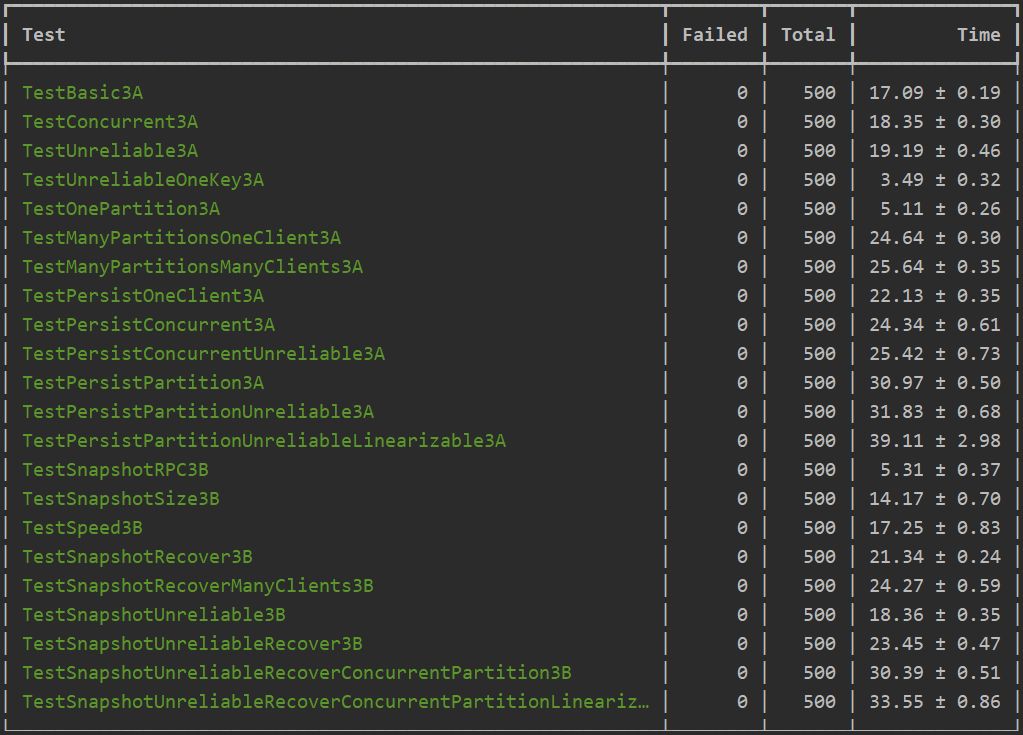 Test Failed Total Time
TestBasic3A 0 500 17.09 ± 0.19
TestConcurrent3A 0 500 18.35 ± 0.30
TestUnreliable3A 0 500 19.19 ± 0.46
TestUnreliableOneKey3A 0 500 3.49 ± 0.32
TestOnePartition3A 0 500 5.11 ± 0.26
TestManyPartitionsOneClient3A 0 500 24.64 ± 0.30
TestManyPartitionsManyClients3A 0 500 25.64 ± 0.35
TestPersistOneClient3A 0 500 22.13 ± 0.35
TestPersistConcurrent3A 0 500 24.34 ± 0.61
TestPersistConcurrentUnreliable3A 0 500 25.42 ± 0.73
TestPersistPartition3A 0 500 30.97 ± 0.50
TestPersistPartitionUnreliable3A 0 500 31.83 ± 0.68
TestPersistPartitionUnreliableLinearizable3A 0 500 39.11 ± 2.98
TestSnapshotRPC3B 0 500 5.31 ± 0.37
TestSnapshotSize3B 0 500 14.17 ± 0.70
TestSpeed3B 0 500 17.25 ± 0.83
TestSnapshotRecover3B 0 500 21.34 ± 0.24
TestSnapshotRecoverManyClients3B 0 500 24.27 ± 0.59
TestSnapshotUnreliable3B 0 500 18.36 ± 0.35
TestSnapshotUnreliableRecover3B 0 500 23.45 ± 0.47
TestSnapshotUnreliableRecoverConcurrentPartition3B 0 500 30.39 ± 0.51
TestSnapshotUnreliableRecoverConcurrentPartitionLineariz… 0 500 33.55 ± 0.86